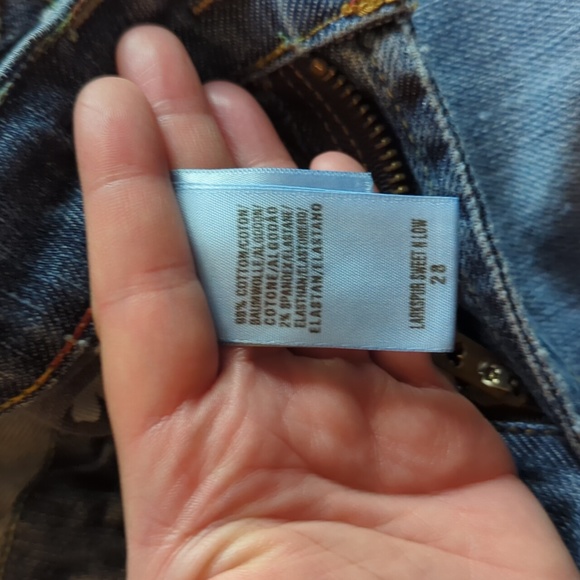 98% COTTON/COTON/
BAUMWOLLE/ALGODON/
COTONE/ALGODAO
2% SPANDEX/ELASTANE/
ELASTHAN/ELASTOMERO/
ELASTAN/ELASTANO
LARKSPUR SWEET N LOW
28